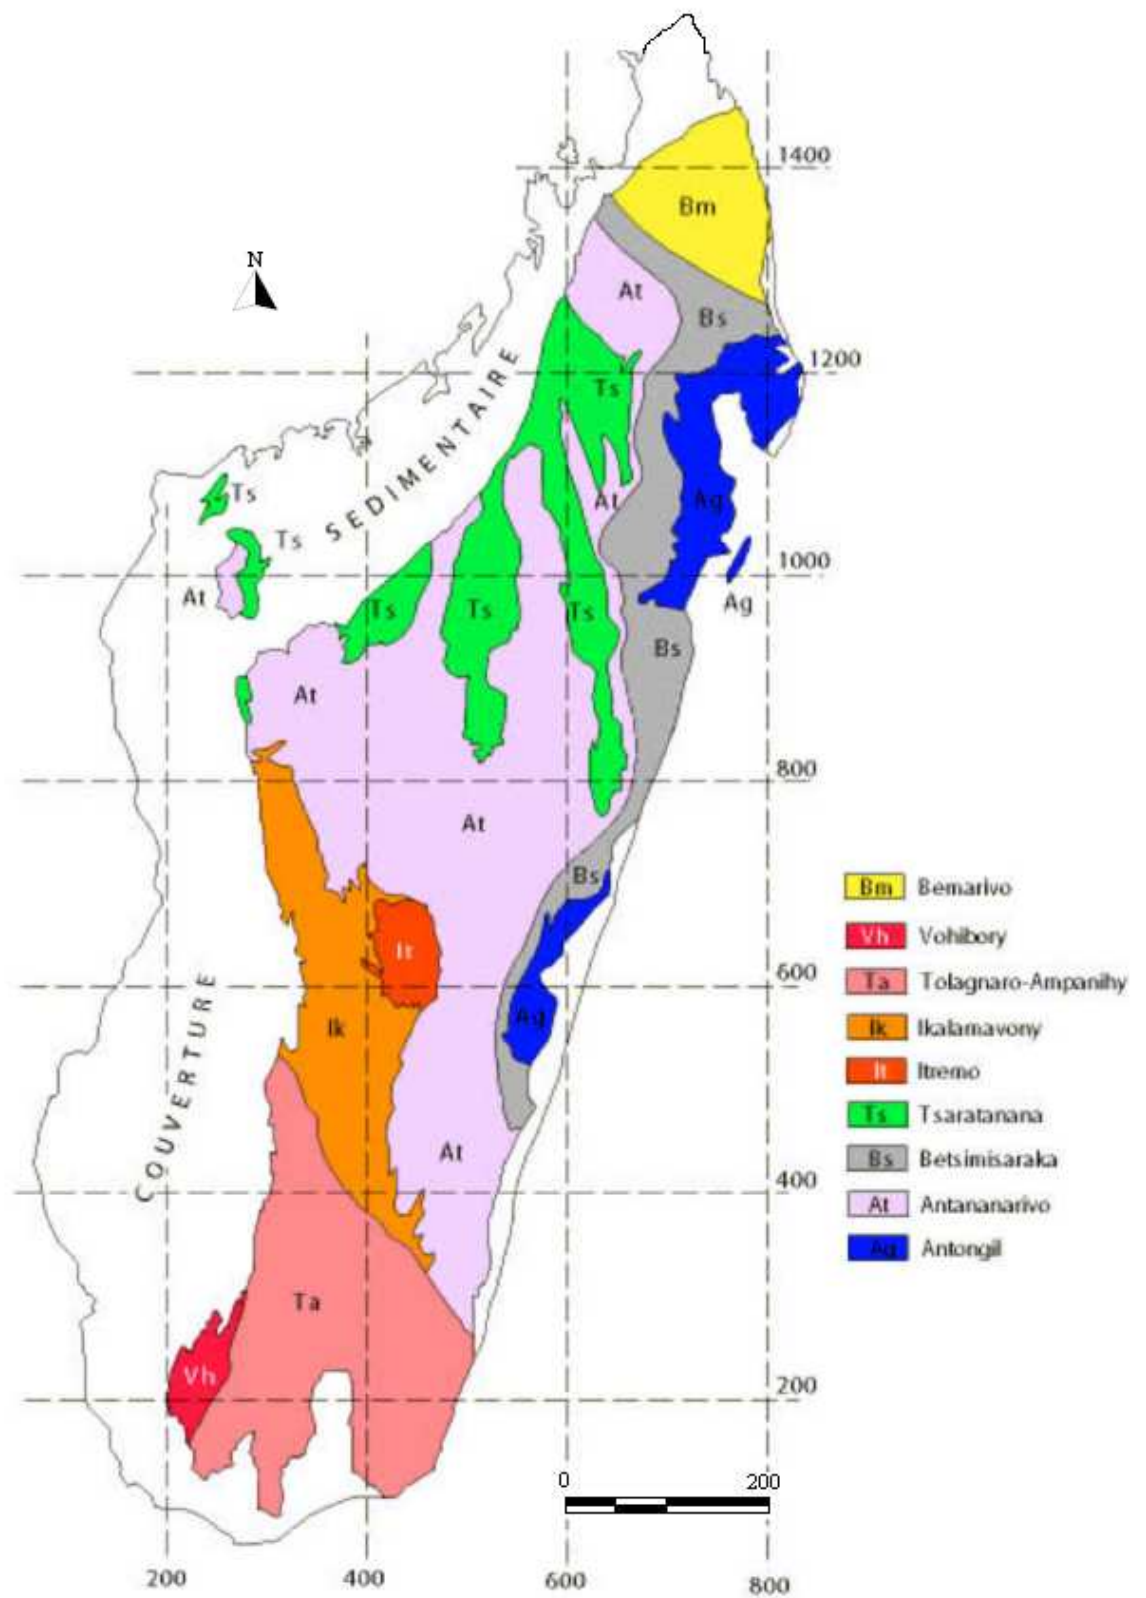 1400
Bm
N
At
Bs
1200
Ts
SEDIMENTAIRE
Ts
At
Ag
Ts
1000
At
Ts
Ts
Ts
Ag
Bs
At
800
At
Bs
It
600
Ag
Ik
COUVERTURE
At
400
Ta
Vh
200
0 200
200 400 600 800
Bm Bemarivo
Vh Vohibory
Ta Tolagnaro-Ampanihy
Ik Ikalamavony
It Itremo
Ts Tsaratanana
Bs Betsimisaraka
At Antananarivo
Ag Antongil